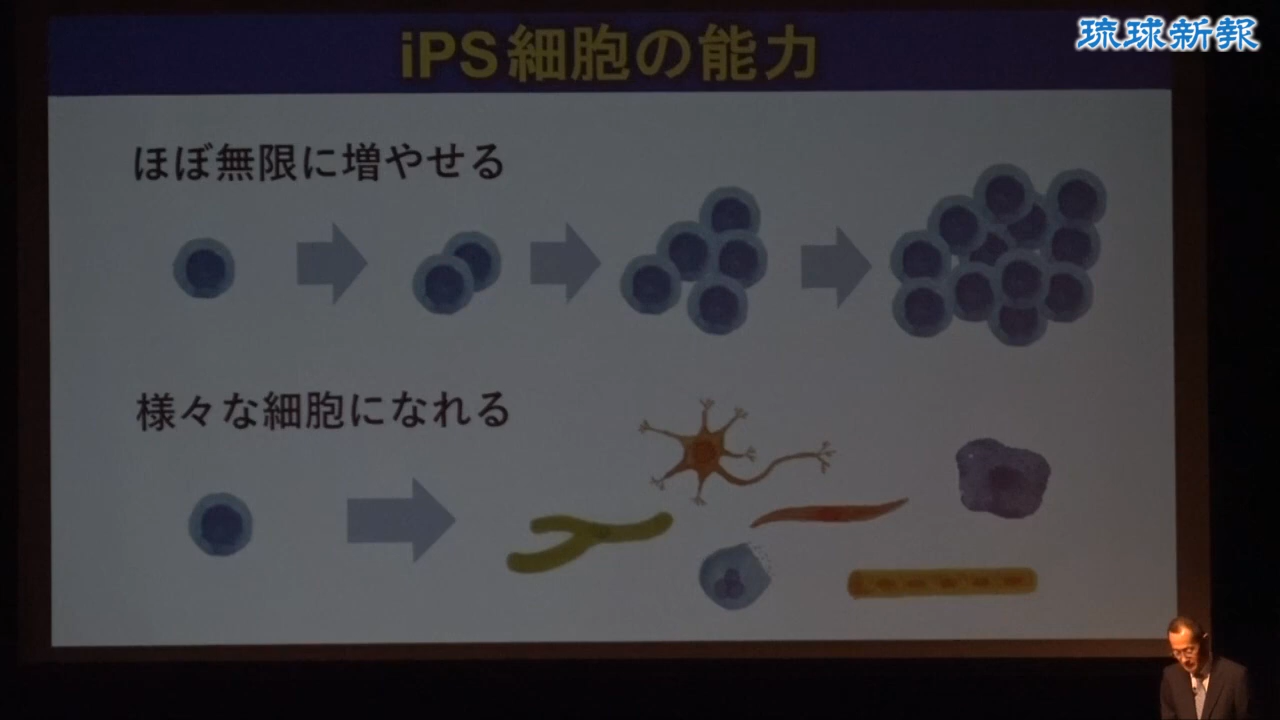 琉球新報
iPS細胞の能力
ほぼ無限に増やせる
様々な細胞になれる